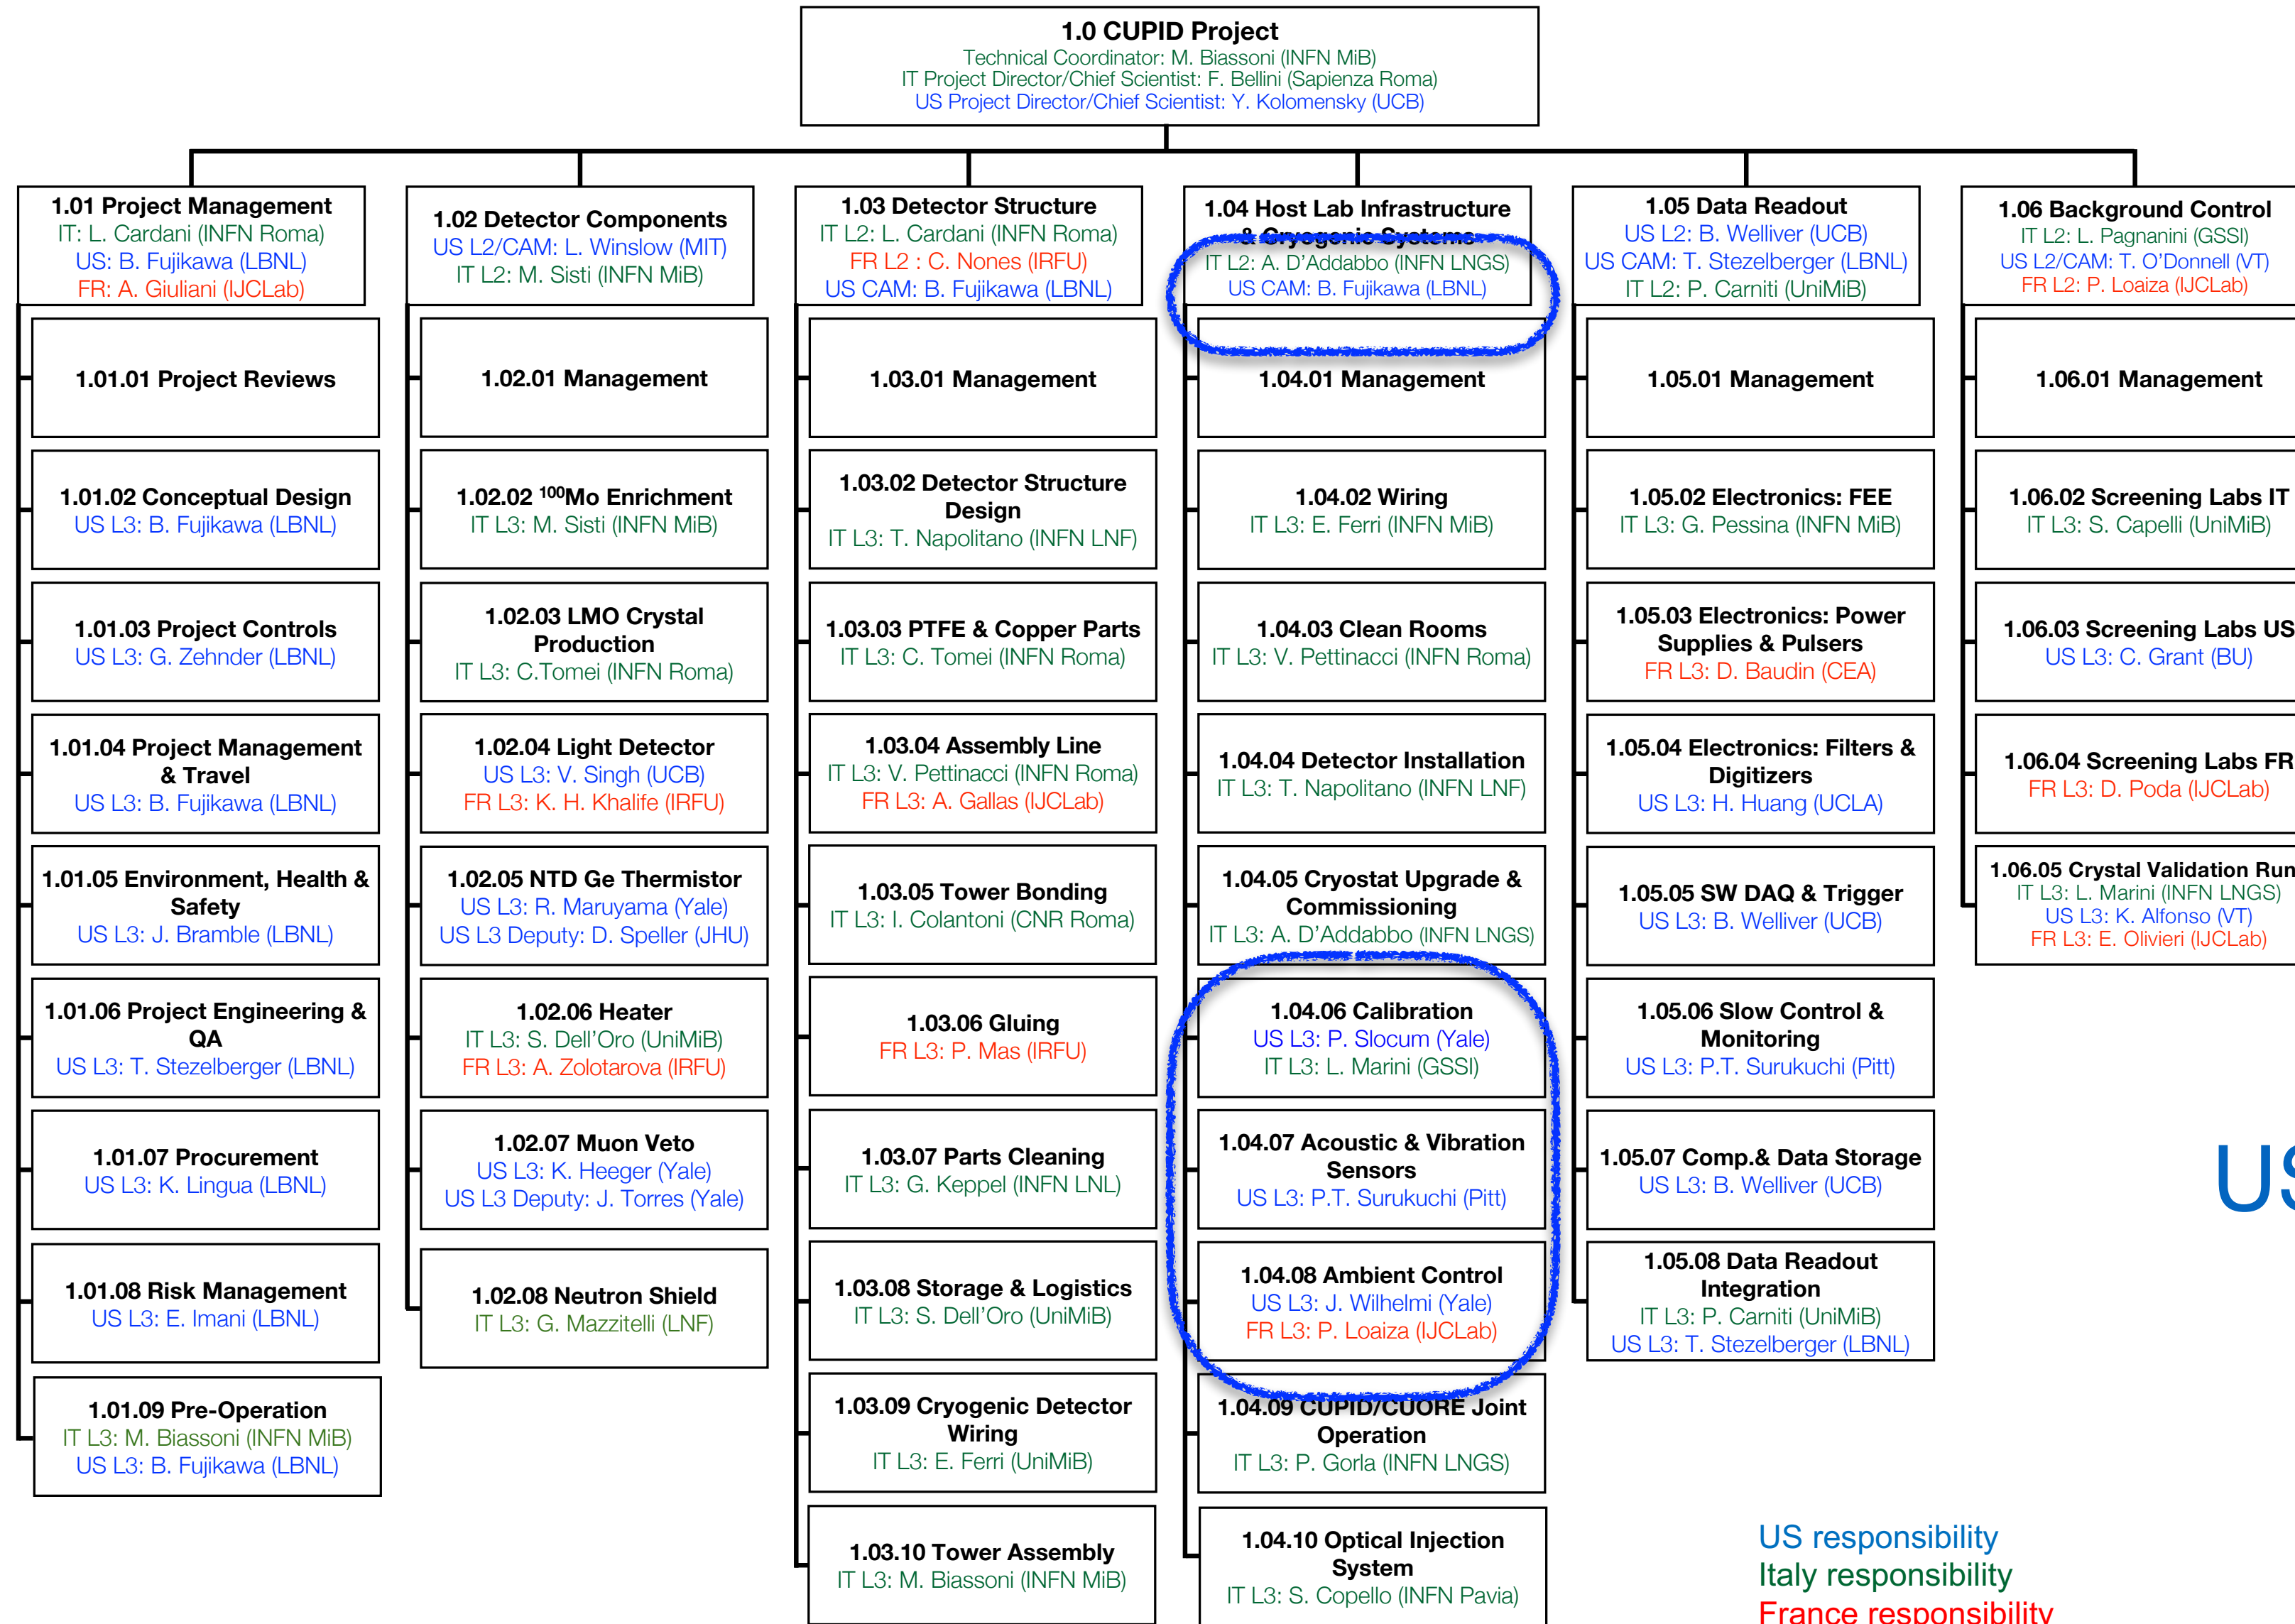 1.0 CUPID Project
Technical Coordinator: M. Biassoni (INFN MiB)
IT Project Director/Chief Scientist: F. Bellini (Sapienza Roma)
US Project Director/Chief Scientist: Y. Kolomensky (UCB)
1.01 Project Management
IT: L. Cardani (INFN Roma)
US: B. Fujikawa (LBNL)
FR: A. Giuliani (IJCLab)
1.01.01 Project Reviews
1.01.02 Conceptual Design
US L3: B. Fujikawa (LBNL)
1.01.03 Project Controls
US L3: G. Zehnder (LBNL)
1.01.04 Project Management
& Travel
US L3: B. Fujikawa (LBNL)
1.01.05 Environment, Health &
Safety
US L3: J. Bramble (LBNL)
1.01.06 Project Engineering &
QA
US L3: T. Stezelberger (LBNL)
1.01.07 Procurement
US L3: K. Lingua (LBNL)
1.01.08 Risk Management
US L3: E. Imani (LBNL)
1.01.09 Pre-Operation
IT L3: M. Biassoni (INFN MiB)
US L3: B. Fujikawa (LBNL)
1.02 Detector Components
US L2/CAM: L. Winslow (MIT)
IT L2: M. Sisti (INFN MiB)
1.02.01 Management
1.02.02 ¹⁰⁰Mo Enrichment
IT L3: M. Sisti (INFN MiB)
1.02.03 LMO Crystal
Production
IT L3: C.Tomei (INFN Roma)
1.02.04 Light Detector
US L3: V. Singh (UCB)
FR L3: K. H. Khalife (IRFU)
1.02.05 NTD Ge Thermistor
US L3: R. Maruyama (Yale)
US L3 Deputy: D. Speller (JHU)
1.02.06 Heater
IT L3: S. Dell'Oro (UniMiB)
FR L3: A. Zolotarova (IRFU)
1.02.07 Muon Veto
US L3: K. Heeger (Yale)
US L3 Deputy: J. Torres (Yale)
1.02.08 Neutron Shield
IT L3: G. Mazzitelli (LNF)
1.03 Detector Structure
IT L2: L. Cardani (INFN Roma)
FR L2 : C. Nones (IRFU)
US CAM: B. Fujikawa (LBNL)
1.03.01 Management
1.03.02 Detector Structure
Design
IT L3: T. Napolitano (INFN LNF)
1.03.03 PTFE & Copper Parts
IT L3: C. Tomei (INFN Roma)
1.03.04 Assembly Line
IT L3: V. Pettinacci (INFN Roma)
FR L3: A. Gallas (IJCLab)
1.03.05 Tower Bonding
IT L3: I. Colantoni (CNR Roma)
1.03.06 Gluing
FR L3: P. Mas (IRFU)
1.03.07 Parts Cleaning
IT L3: G. Keppel (INFN LNL)
1.03.08 Storage & Logistics
IT L3: S. Dell'Oro (UniMiB)
1.03.09 Cryogenic Detector
Wiring
IT L3: E. Ferri (UniMiB)
1.03.10 Tower Assembly
IT L3: M. Biassoni (INFN MiB)
1.04 Host Lab Infrastructure
& Cryogenic Systems
IT L2: A. D'Addabbo (INFN LNGS)
US CAM: B. Fujikawa (LBNL)
1.04.01 Management
1.04.02 Wiring
IT L3: E. Ferri (INFN MiB)
1.04.03 Clean Rooms
IT L3: V. Pettinacci (INFN Roma)
1.04.04 Detector Installation
IT L3: T. Napolitano (INFN LNF)
1.04.05 Cryostat Upgrade &
Commissioning
IT L3: A. D'Addabbo (INFN LNGS)
1.04.06 Calibration
US L3: P. Slocum (Yale)
IT L3: L. Marini (GSSI)
1.04.07 Acoustic & Vibration
Sensors
US L3: P.T. Surukuchi (Pitt)
1.04.08 Ambient Control
US L3: J. Wilhelmi (Yale)
FR L3: P. Loaiza (IJCLab)
1.04.09 CUPID/CUORE Joint
Operation
IT L3: P. Gorla (INFN LNGS)
1.04.10 Optical Injection
System
IT L3: S. Copello (INFN Pavia)
1.05 Data Readout
US L2: B. Welliver (UCB)
US CAM: T. Stezelberger (LBNL)
IT L2: P. Carniti (UniMiB)
1.05.01 Management
1.05.02 Electronics: FEE
IT L3: G. Pessina (INFN MiB)
1.05.03 Electronics: Power
Supplies & Pulsers
FR L3: D. Baudin (CEA)
1.05.04 Electronics: Filters &
Digitizers
US L3: H. Huang (UCLA)
1.05.05 SW DAQ & Trigger
US L3: B. Welliver (UCB)
1.05.06 Slow Control &
Monitoring
US L3: P.T. Surukuchi (Pitt)
1.05.07 Comp.& Data Storage
US L3: B. Welliver (UCB)
1.05.08 Data Readout
Integration
IT L3: P. Carniti (UniMiB)
US L3: T. Stezelberger (LBNL)
1.06 Background Control
IT L2: L. Pagnanini (GSSI)
US L2/CAM: T. O'Donnell (VT)
FR L2: P. Loaiza (IJCLab)
1.06.01 Management
1.06.02 Screening Labs IT
IT L3: S. Capelli (UniMiB)
1.06.03 Screening Labs US
US L3: C. Grant (BU)
1.06.04 Screening Labs FR
FR L3: D. Poda (IJCLab)
1.06.05 Crystal Validation Run
IT L3: L. Marini (INFN LNGS)
US L3: K. Alfonso (VT)
FR L3: E. Olivieri (IJCLab)
US
US responsibility
Italy responsibility
France responsibility